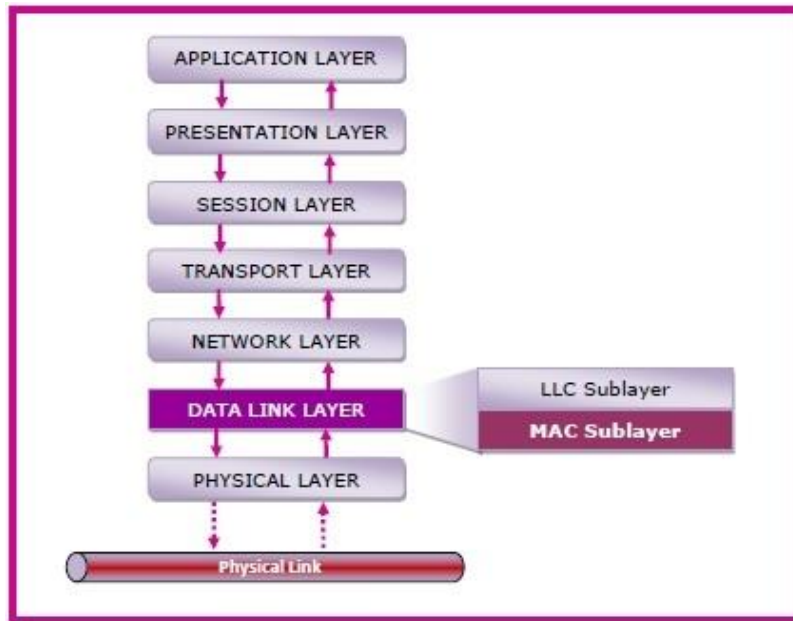 APPLICATION LAYER
PRESENTATION LAYER
SESSION LAYER
TRANSPORT LAYER
NETWORK LAYER
DATA LINK LAYER
LLC Sublayer
MAC Sublayer
PHYSICAL LAYER
Physical Link